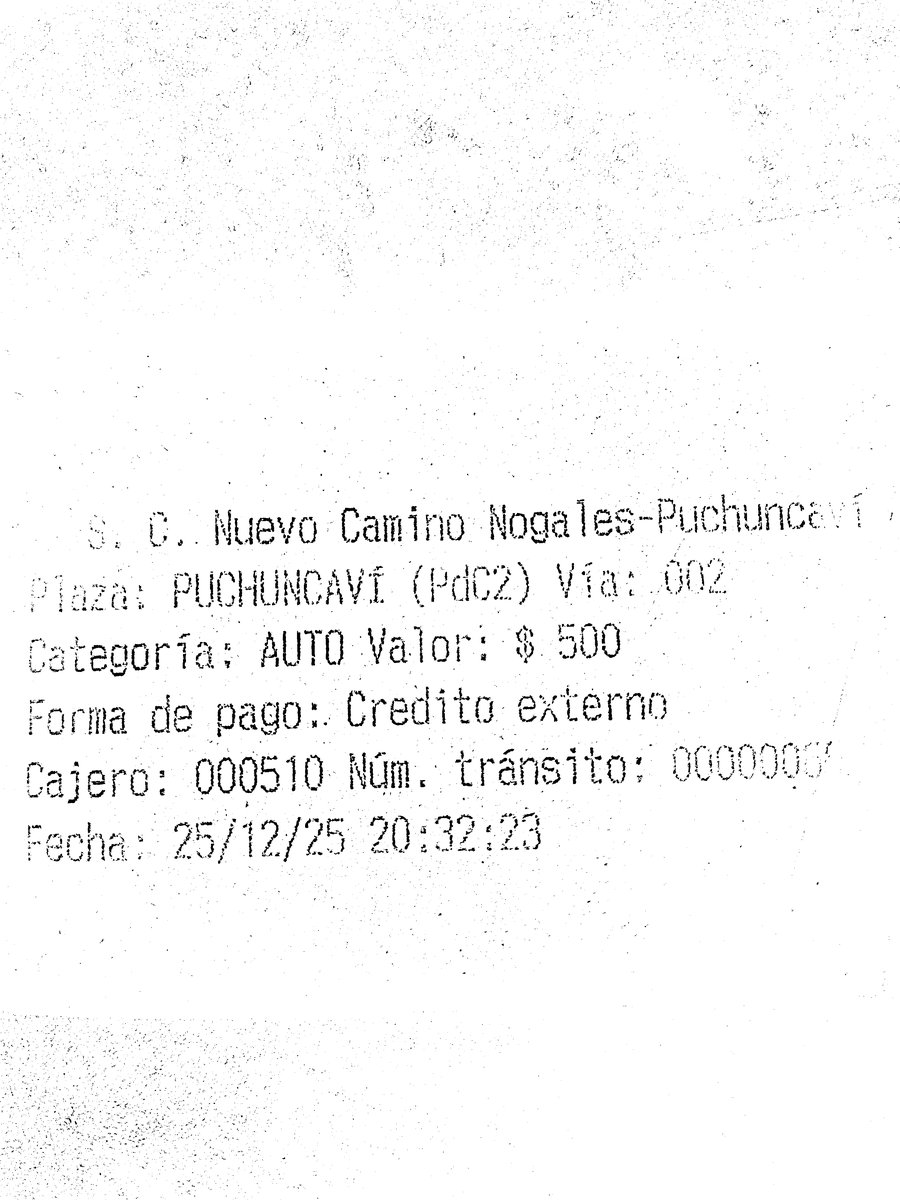 S. C. Nuevo Camino Nogales-Puchuncaví
Plaza: PUCHUNCAVÍ (PdC2) Vía: 002
Categoría: AUTO Valor: $ 500
Forma de pago: Credito externo
Cajero: 000510 Núm. tránsito:
Fecha: 25/12/25 20:32:23